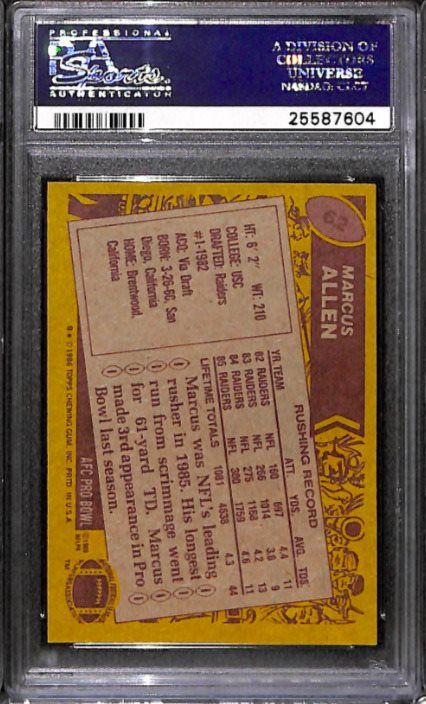 PROFESSIONAL
PSA
Sports
AUTHENTICATOR
A DIVISION OF
COLLECTORS
UNIVERSE
NASDAQ: CLCT
25587604
62
MARCUS
ALLEN
HT: 6' 2" WT: 210
COLLEGE: USC
DRAFTED: Raiders
#1-1982
ACQ: Via Draft
BORN: 3-26-60, San
Diego, California
HOME: Brentwood,
California
RUSHING RECORD
YR. TEAM ATT. YDS. AVG. TDS.
82 RAIDERS NFL 160 697 4.4 11
83 RAIDERS NFL 266 1014 3.8 9
84 RAIDERS NFL 275 1168 4.2 13
85 RAIDERS NFL 380 1759 4.6 11
LIFETIME TOTALS 1081 4638 4.3 44
Marcus was NFL's leading
rusher in 1985. His longest
run from scrimmage went
for 61-yard TD. Marcus
made 3rd appearance in Pro
Bowl last season.
AFC PRO BOWL
© 1985
NFLPA
TM
B* © 1986 TOPPS CHEWING GUM, INC. PRTD. IN U.S.A.